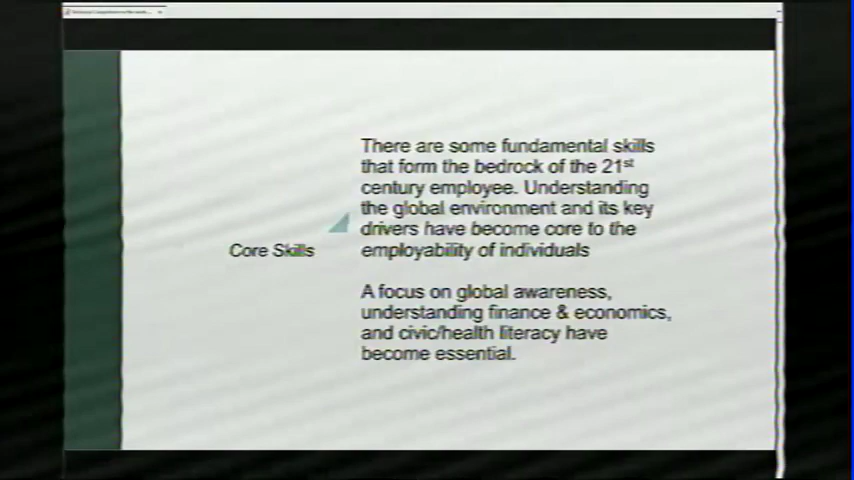 There are some fundamental skills
that form the bedrock of the 21st
century employee. Understanding
the global environment and its key
drivers have become core to the
employability of individuals
Core Skills
A focus on global awareness,
understanding finance & economics,
and civic/health literacy have
become essential.